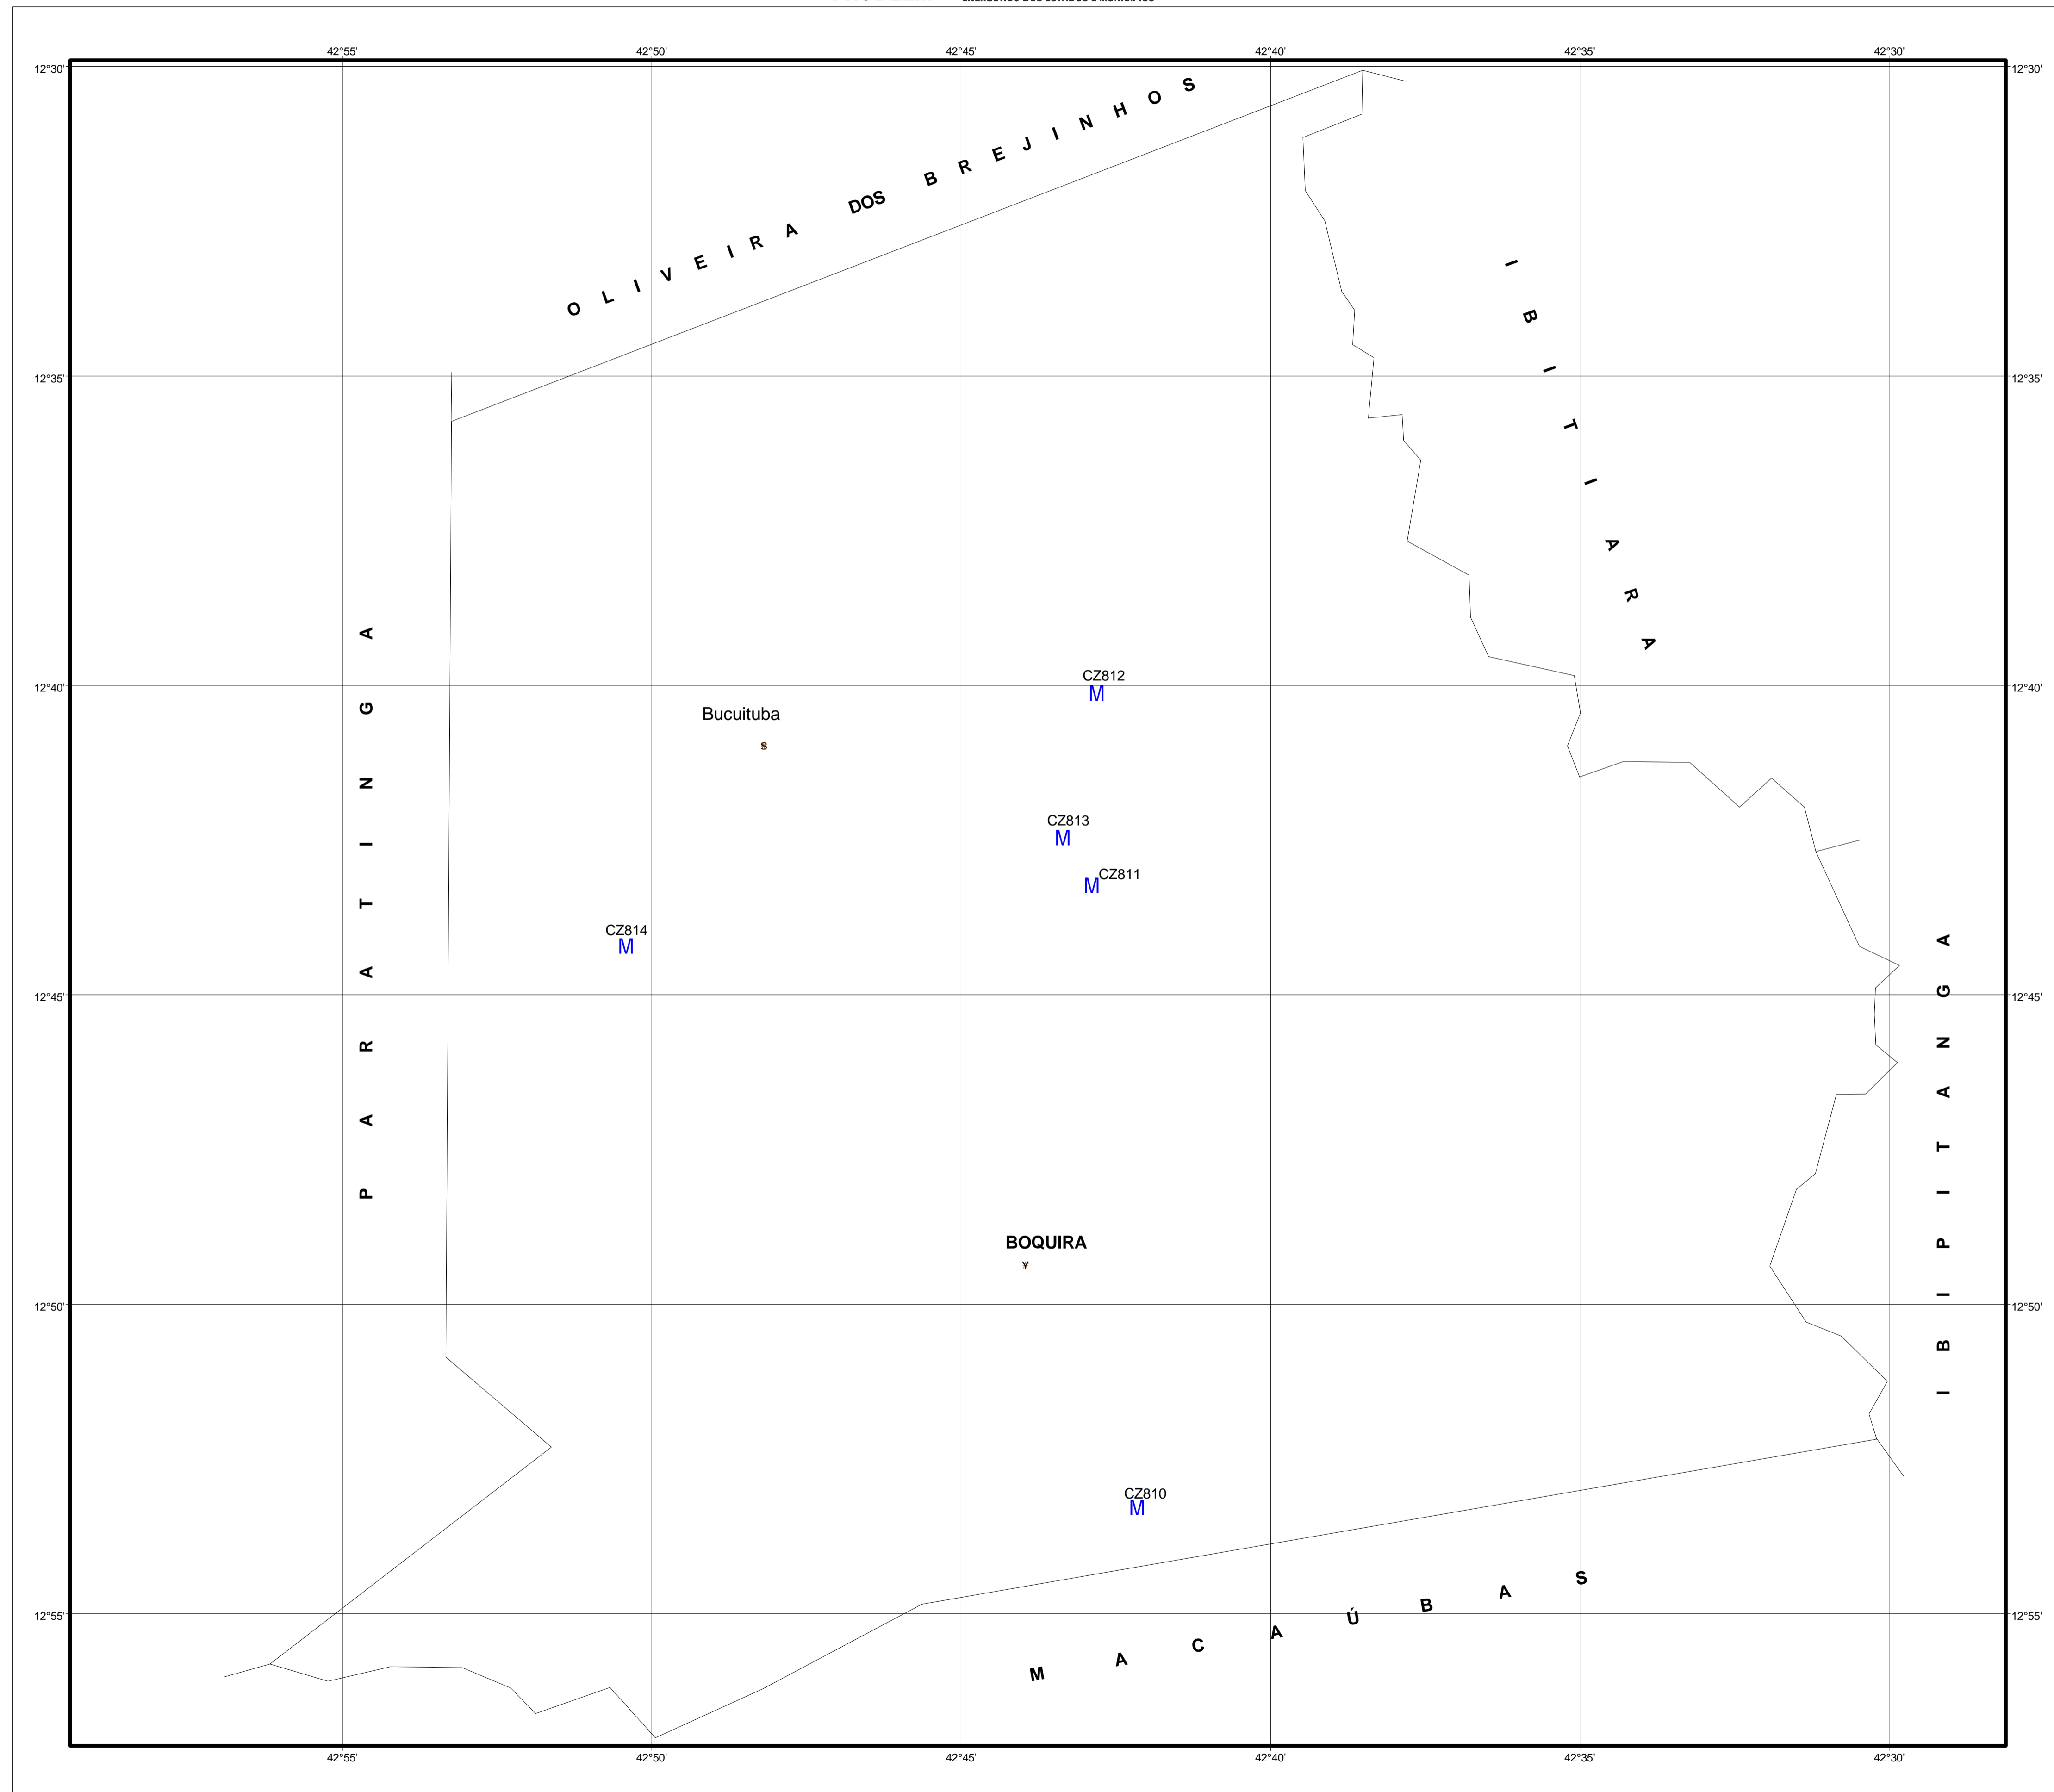 42°55' 42°50' 42°45' 42°40' 42°35' 42°30'
12°30' 12°30'
OLIVEIRA DOS BREJINHOS
IBITIARA
12°35' 12°35'
PARATINGA
CZ812
12°40' 12°40'
Bucuituba
M
s
CZ813
M
CZ811
M
CZ814
M
IBIPITANGA
12°45' 12°45'
BOQUIRA
Y
12°50' 12°50'
CZ810
M
MACAÚBAS
12°55' 12°55'
42°55' 42°50' 42°45' 42°40' 42°35' 42°30'